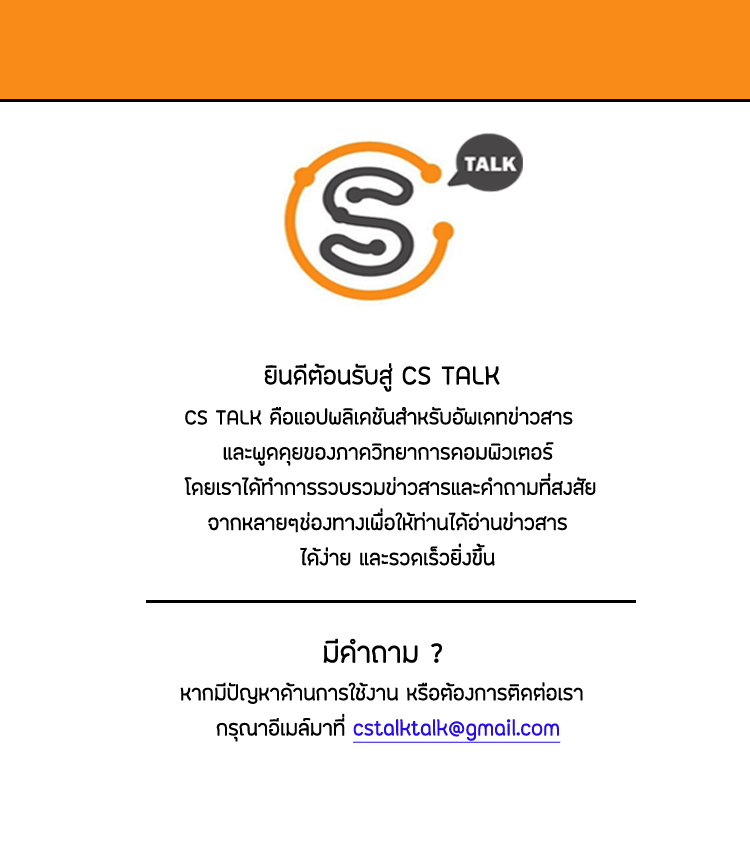 S
TALK
ยินดีต้อนรับสู่ CS TALK
CS TALK คือแอปพลิเคชันสำหรับอัพเดทข่าวสาร
และพูดคุยของภาควิทยาการคอมพิวเตอร์
โดยเราได้ทำการรวบรวมข่าวสารและคำถามที่สงสัย
จากหลายๆช่องทางเพื่อให้ท่านได้อ่านข่าวสาร
ได้ง่าย และรวดเร็วยิ่งขึ้น
มีคำถาม ?
หากมีปัญหาด้านการใช้งาน หรือต้องการติดต่อเรา
กรุณาอีเมล์มาที่ cstalktalk@gmail.com